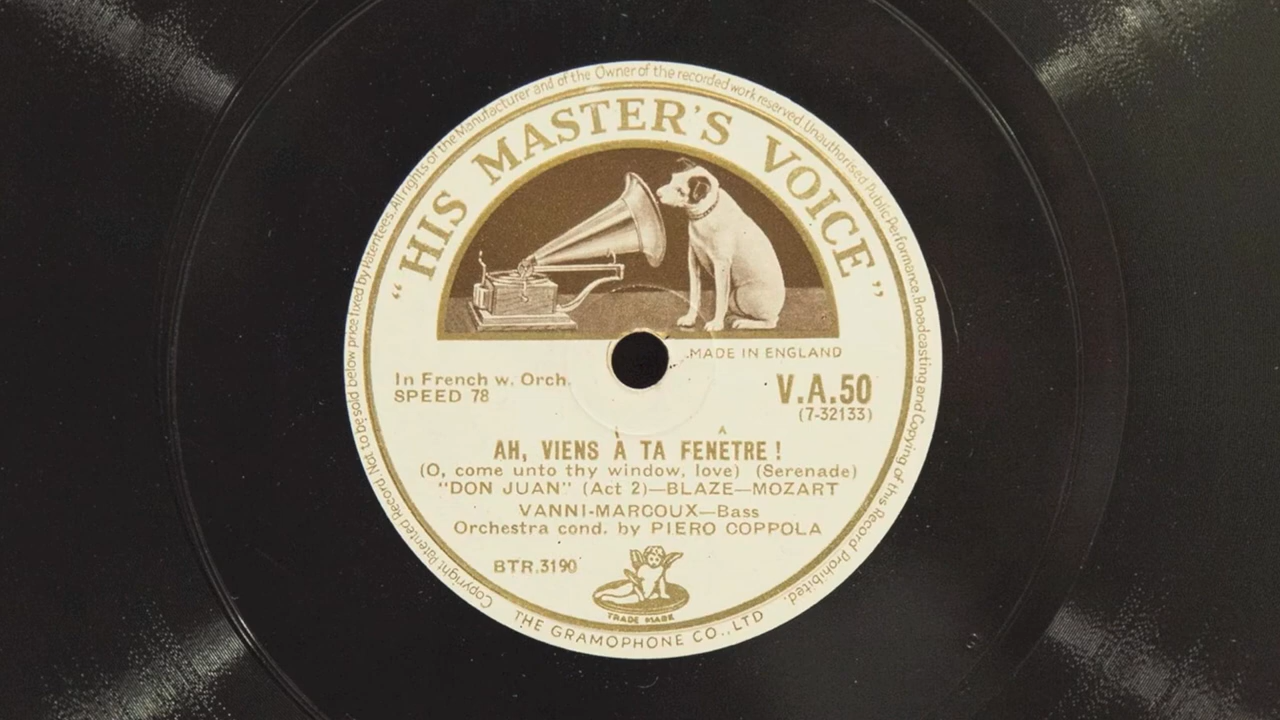 Copyright. Patented Record. Not to be sold below price fixed by Patentees. All rights of the Manufacturer and of the Owner of the recorded work reserved. Unauthorised Public Performance. Broadcasting and Copying of this Record Prohibited.
"HIS MASTER'S VOICE"
MADE IN ENGLAND
In French w. Orch.
SPEED 78
V.A.50
(7-32133)
AH, VIENS À TA FENÊTRE !
(O, come unto thy window, love) (Serenade)
"DON JUAN" (Act 2)—BLAZE—MOZART
VANNI-MARCOUX—Bass
Orchestra cond. by PIERO COPPOLA
BTR.3190
TRADE MARK
THE GRAMOPHONE CO., LTD